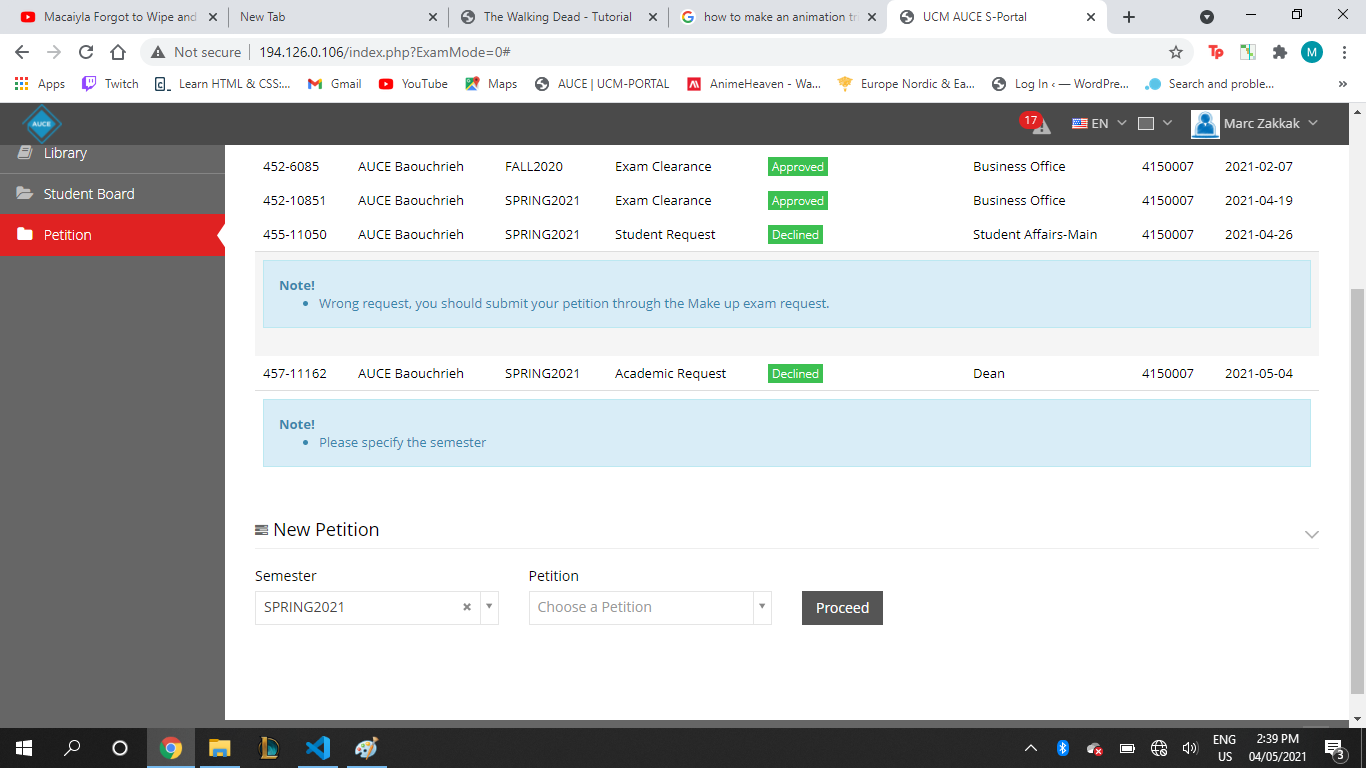 Macaiyla Forgot to Wipe and
New Tab
The Walking Dead - Tutorial
how to make an animation tr
UCM AUCE S-Portal
Not secure
194.126.0.106/index.php?ExamMode=0#
M
Apps
Twitch
Learn HTML & CSS:...
Gmail
YouTube
Maps
AUCE | UCM-PORTAL
AnimeHeaven - Wa...
Europe Nordic & Ea...
Log In ‹ — WordPre...
Search and proble...
»
AUCE
17
EN
Marc Zakkak
Library
Student Board
Petition
452-6085 AUCE Baouchrieh FALL2020 Exam Clearance Approved Business Office 4150007 2021-02-07
452-10851 AUCE Baouchrieh SPRING2021 Exam Clearance Approved Business Office 4150007 2021-04-19
455-11050 AUCE Baouchrieh SPRING2021 Student Request Declined Student Affairs-Main 4150007 2021-04-26
Note!
• Wrong request, you should submit your petition through the Make up exam request.
457-11162 AUCE Baouchrieh SPRING2021 Academic Request Declined Dean 4150007 2021-05-04
Note!
• Please specify the semester
New Petition
Semester Petition
SPRING2021 × Choose a Petition Proceed
ENG
US
2:39 PM
04/05/2021
3